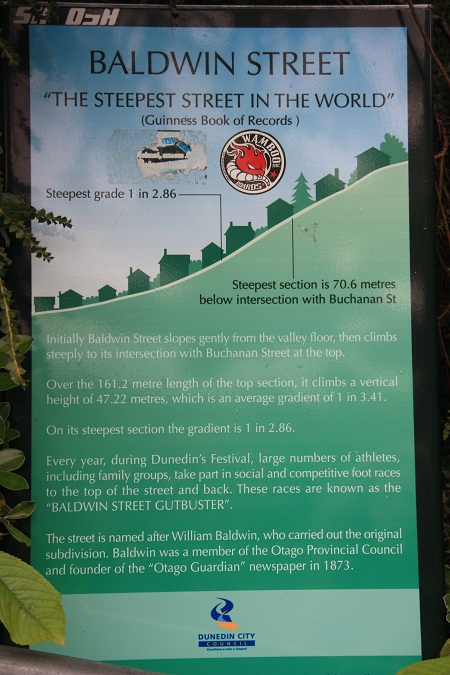 BALDWIN STREET
"THE STEEPEST STREET IN THE WORLD"
(Guinness Book of Records )
WAMBOO
BOARDS
Steepest grade 1 in 2.86
Steepest section is 70.6 metres
below intersection with Buchanan St
Initially Baldwin Street slopes gently from the valley floor, then climbs
steeply to its intersection with Buchanan Street at the top.
Over the 161.2 metre length of the top section, it climbs a vertical
height of 47.22 metres, which is an average gradient of 1 in 3.41.
On its steepest section the gradient is 1 in 2.86.
Every year, during Dunedin's Festival, large numbers of athletes,
including family groups, take part in social and competitive foot races
to the top of the street and back. These races are known as the
"BALDWIN STREET GUTBUSTER".
The street is named after William Baldwin, who carried out the original
subdivision. Baldwin was a member of the Otago Provincial Council
and founder of the "Otago Guardian" newspaper in 1873.
DUNEDIN CITY
COUNCIL